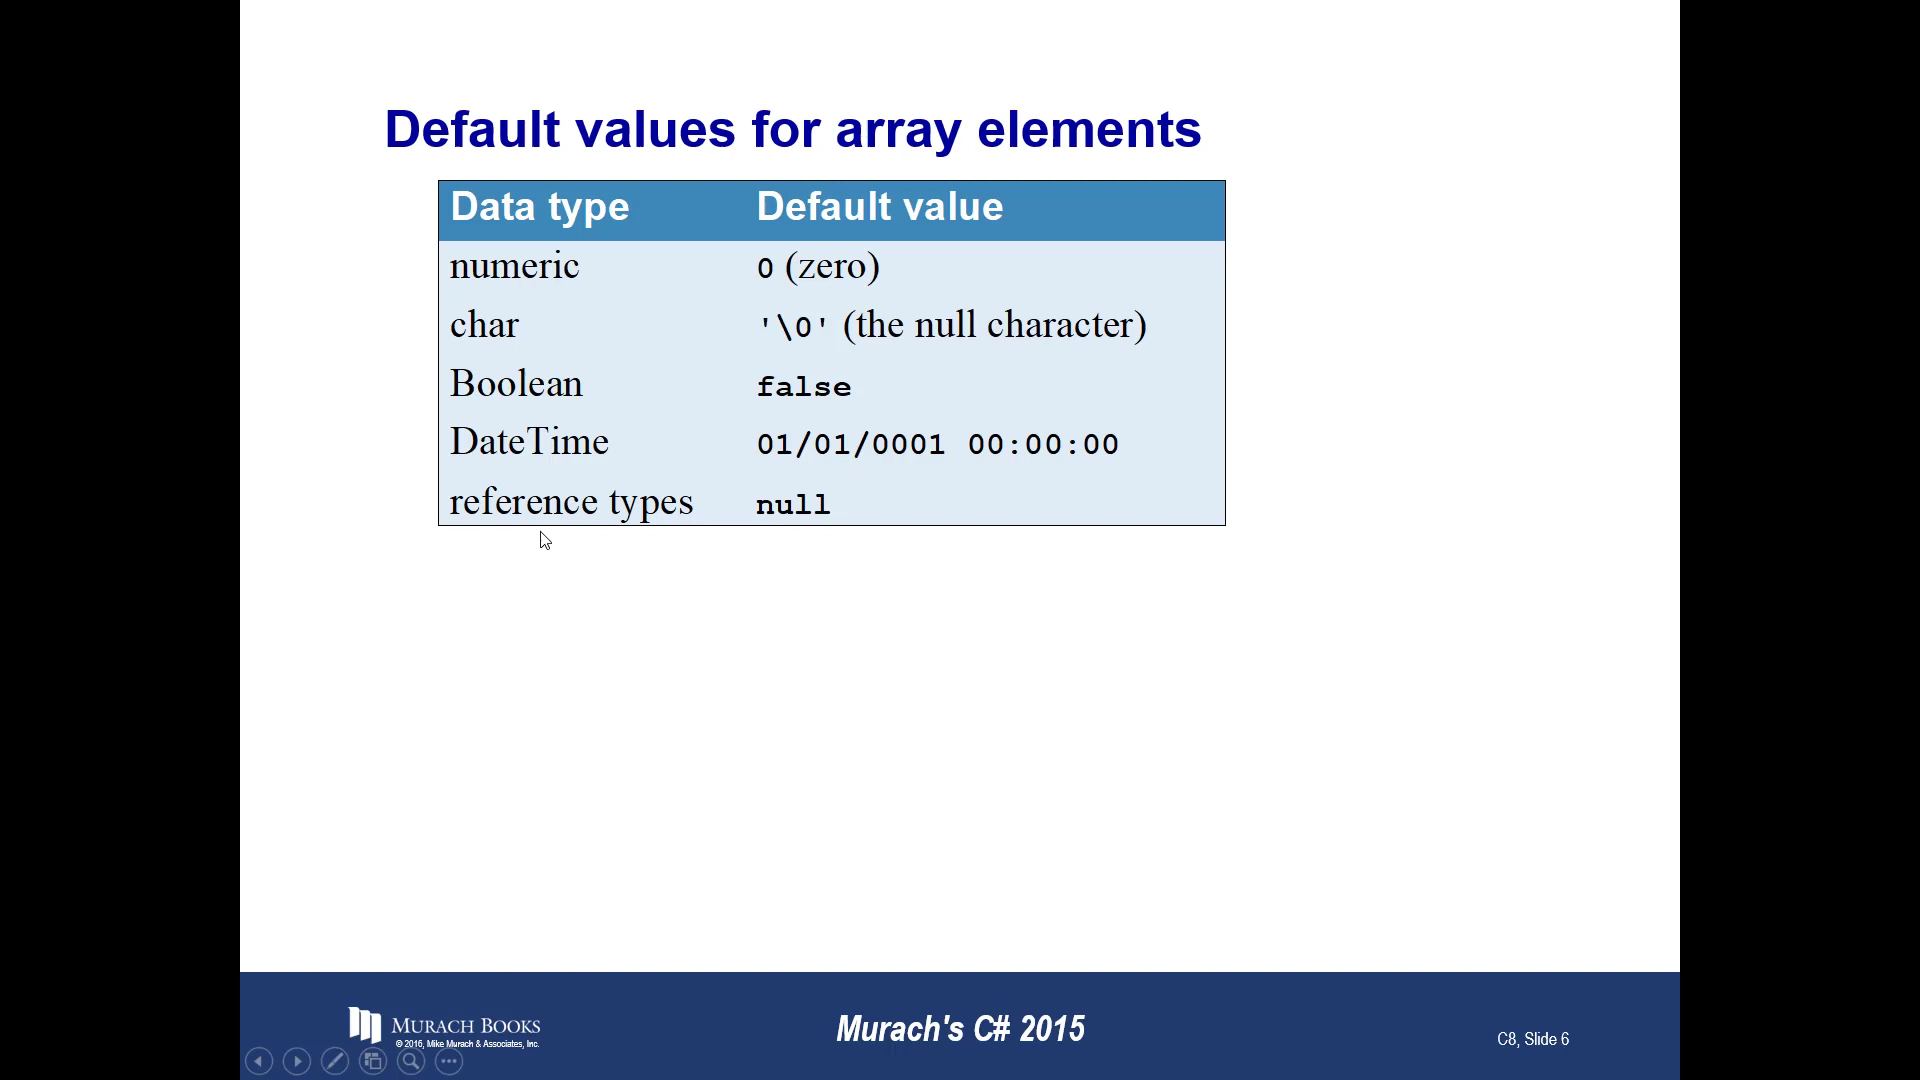 Default values for array elements
Data type Default value
numeric 0 (zero)
char '\0' (the null character)
Boolean false
DateTime 01/01/0001 00:00:00
reference types null
MURACH BOOKS
© 2016, Mike Murach & Associates, Inc.
Murach's C# 2015
C8, Slide 6